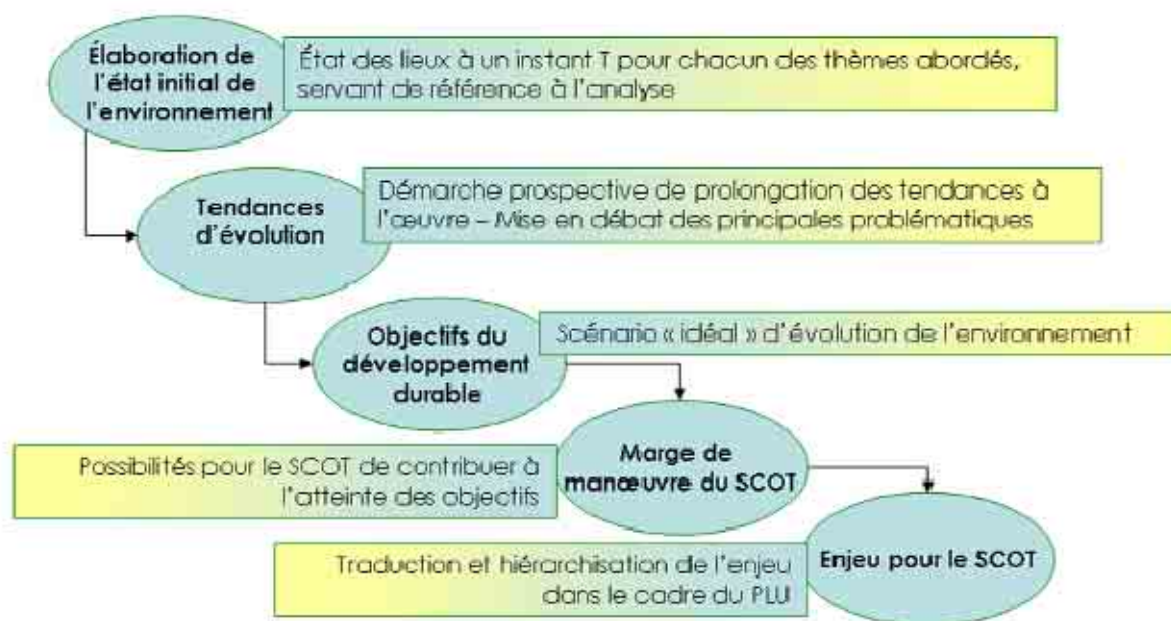 Élaboration de
l'état initial de
l'environnement
État des lieux à un instant T pour chacun des thèmes abordés,
servant de référence à l'analyse
Tendances
d'évolution
Démarche prospective de prolongation des tendances à
l'œuvre – Mise en débat des principales problématiques
Objectifs du
développement
durable
Scénario « idéal » d'évolution de l'environnement
Marge de
manœuvre du SCOT
Possibilités pour le SCOT de contribuer à
l'atteinte des objectifs
Enjeu pour le SCOT
Traduction et hiérarchisation de l'enjeu
dans le cadre du PLUI